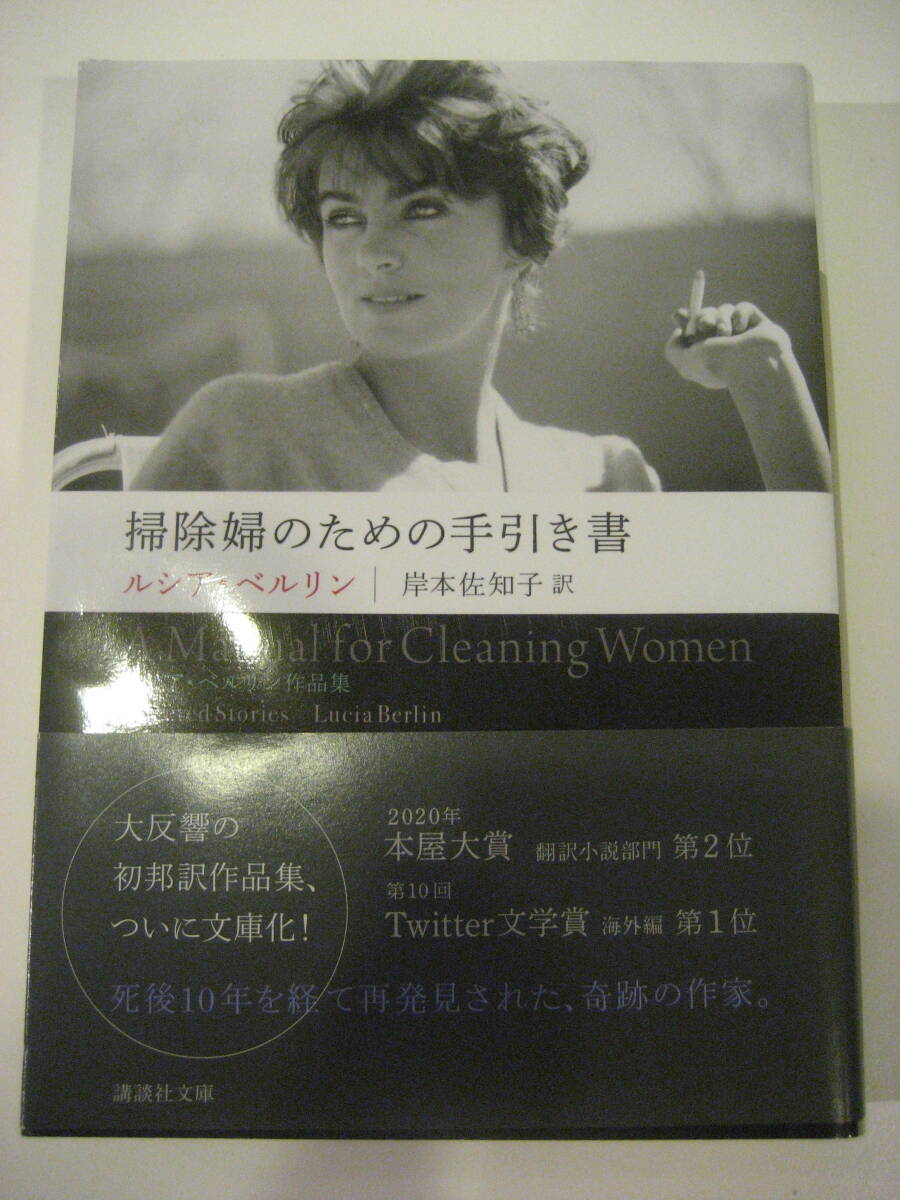 掃除婦のための手引き書
ルシア・ベルリン 岸本佐知子 訳
A Manual for Cleaning Women
ア・ベルリン作品集
Stories Lucia Berlin
大反響の
初邦訳作品集、
ついに文庫化!
2020年
本屋大賞 翻訳小説部門 第2位
第10回
Twitter文学賞 海外編 第1位
死後10年を経て再発見された、奇跡の作家。
講談社文庫